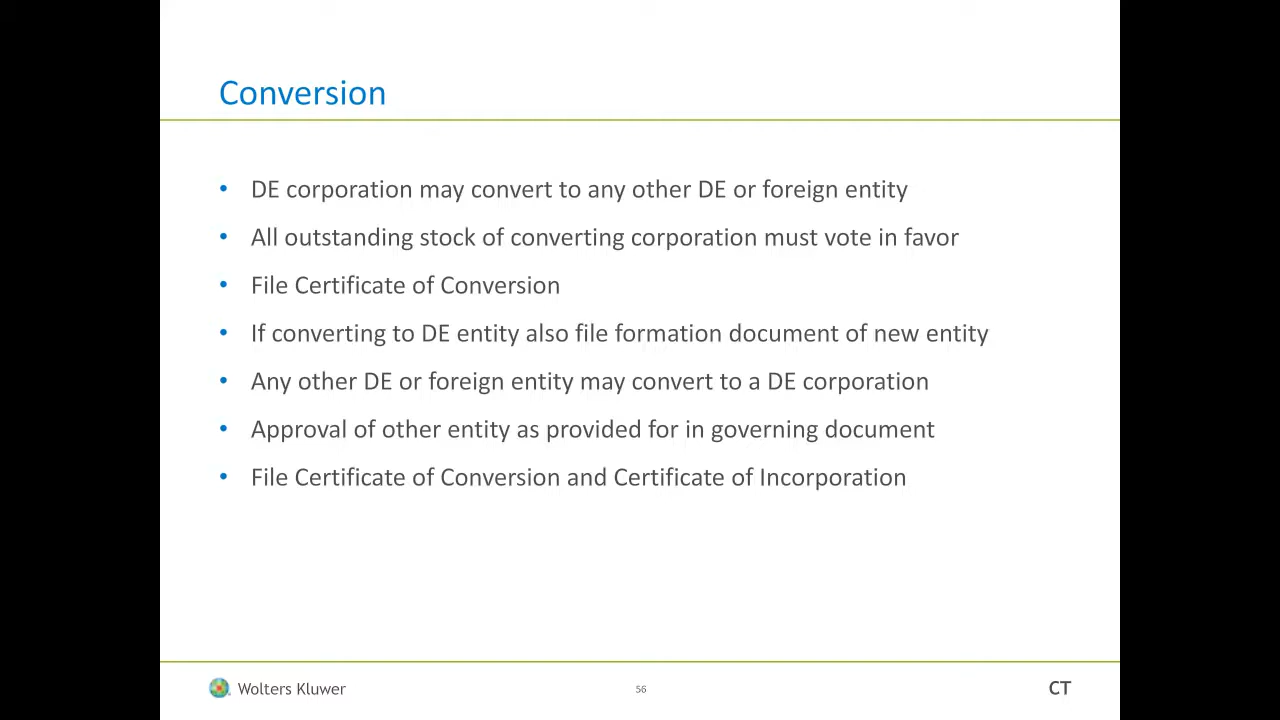 Conversion
• DE corporation may convert to any other DE or foreign entity
• All outstanding stock of converting corporation must vote in favor
• File Certificate of Conversion
• If converting to DE entity also file formation document of new entity
• Any other DE or foreign entity may convert to a DE corporation
• Approval of other entity as provided for in governing document
• File Certificate of Conversion and Certificate of Incorporation
Wolters Kluwer
56
CT